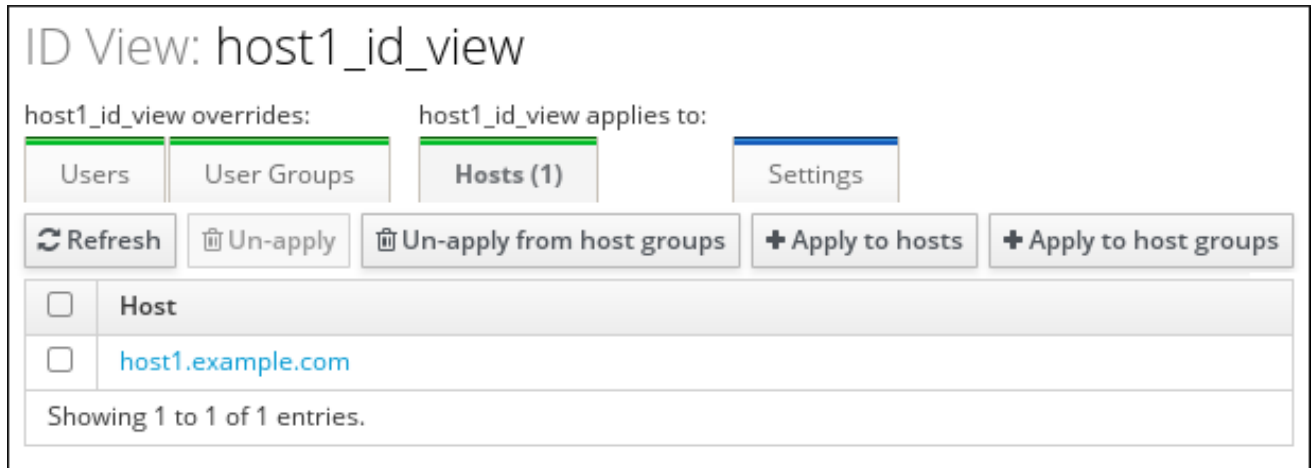 ID View: host1_id_view
host1_id_view overrides: host1_id_view applies to:
Users User Groups Hosts (1) Settings
Refresh Un-apply Un-apply from host groups Apply to hosts Apply to host groups
Host
host1.example.com
Showing 1 to 1 of 1 entries.